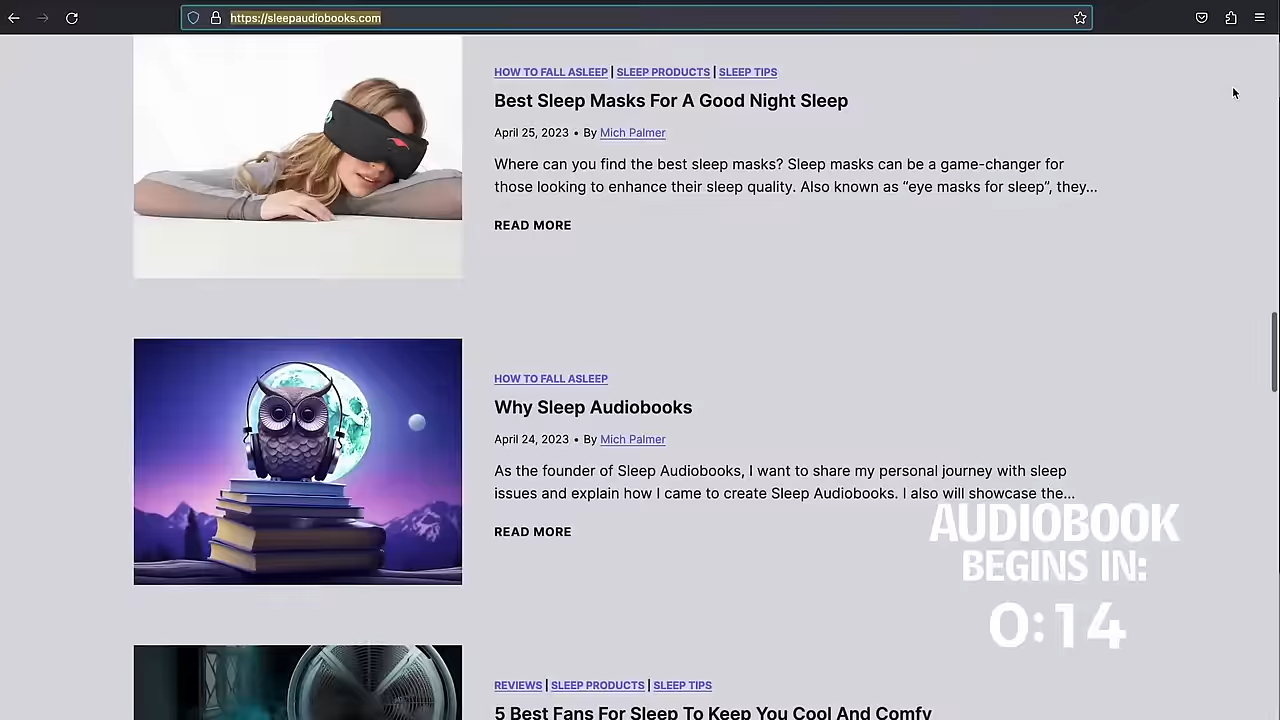 https://sleepaudiobooks.com
HOW TO FALL ASLEEP | SLEEP PRODUCTS | SLEEP TIPS
Best Sleep Masks For A Good Night Sleep
April 25, 2023 • By Mich Palmer
Where can you find the best sleep masks? Sleep masks can be a game-changer for
those looking to enhance their sleep quality. Also known as “eye masks for sleep”, they...
READ MORE
HOW TO FALL ASLEEP
Why Sleep Audiobooks
April 24, 2023 • By Mich Palmer
As the founder of Sleep Audiobooks, I want to share my personal journey with sleep
issues and explain how I came to create Sleep Audiobooks. I also will showcase the...
READ MORE
AUDIOBOOK
BEGINS IN:
0:14
REVIEWS | SLEEP PRODUCTS | SLEEP TIPS
5 Best Fans For Sleep To Keep You Cool And Comfy